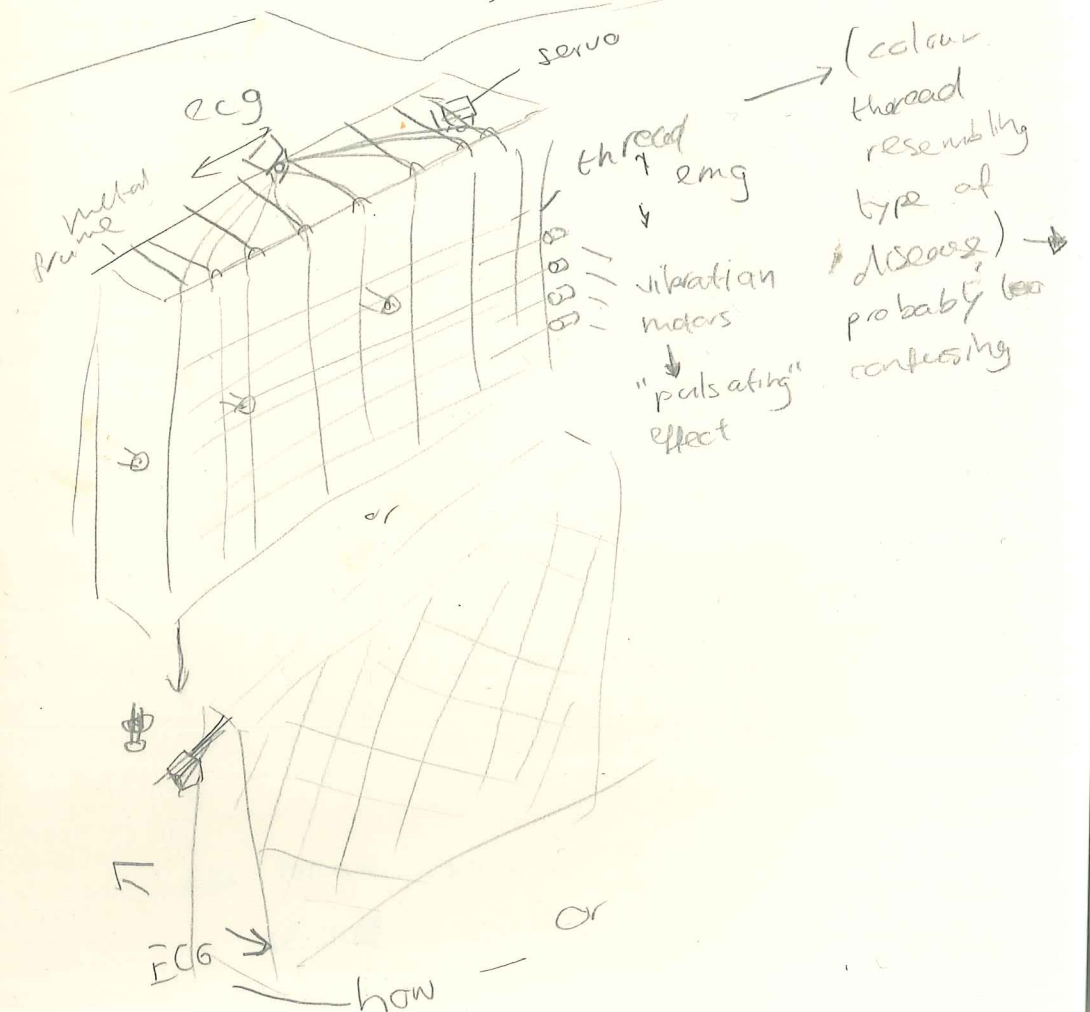 servo
ecg
metal
frame
thread
emg
vibration
motors
"pulsating"
effect
(colour
theread
resembling
type of
disease)
probably too
confusing
or
ECG
or
how